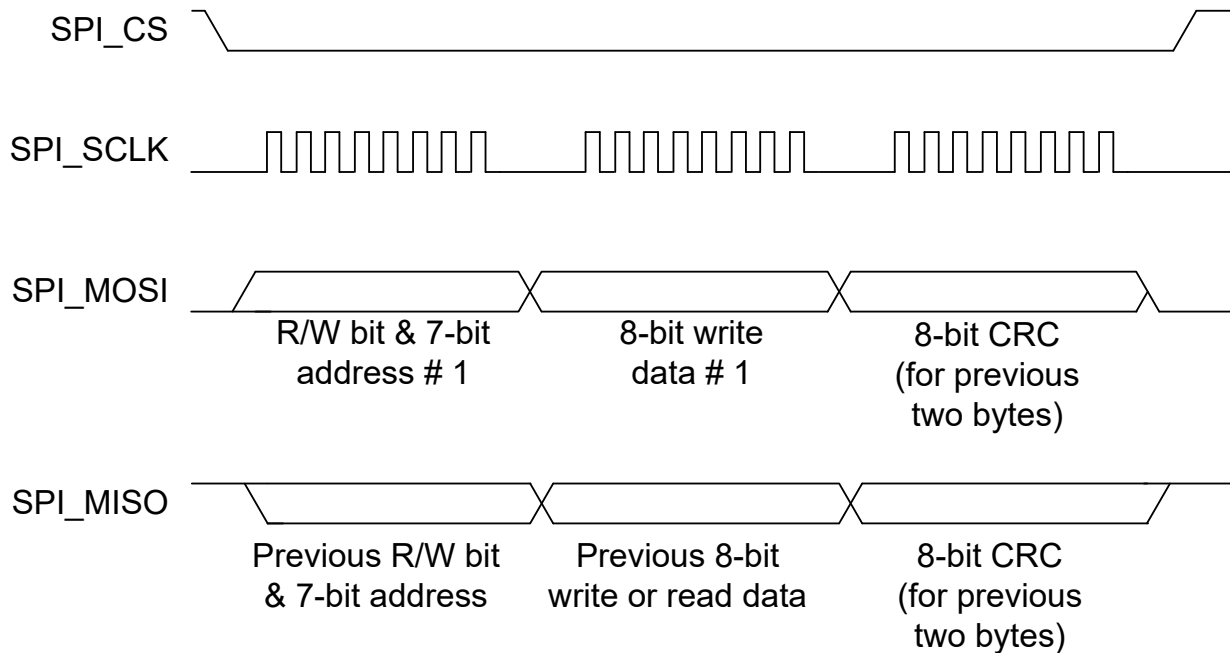 SPI_CS
SPI_SCLK
SPI_MOSI
R/W bit & 7-bit
address # 1
8-bit write
data # 1
8-bit CRC
(for previous
two bytes)
SPI_MISO
Previous R/W bit
& 7-bit address
Previous 8-bit
write or read data
8-bit CRC
(for previous
two bytes)